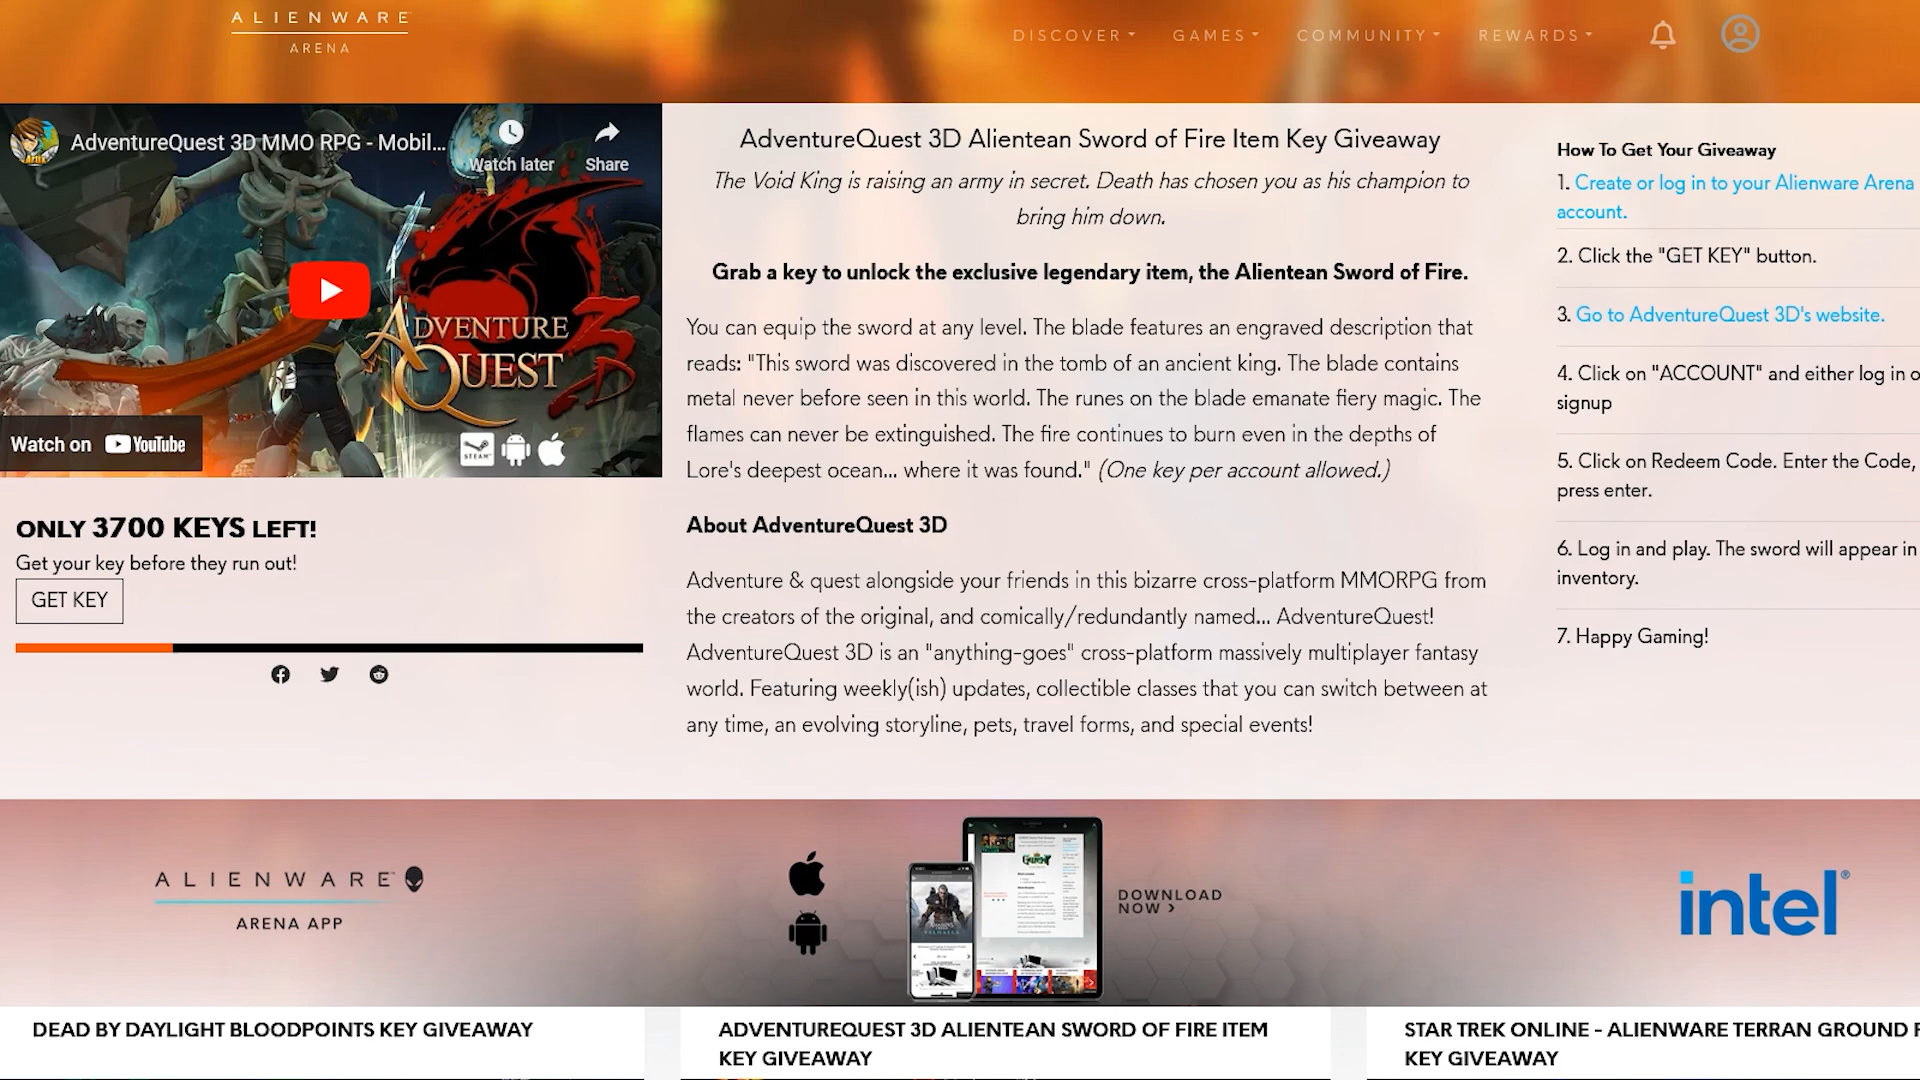 ALIENWARE
ARENA
DISCOVER
GAMES
COMMUNITY
REWARDS
AdventureQuest 3D MMO RPG - Mobil...
Watch later
Share
ADVENTURE
QUEST
3D
STEAM
Watch on YouTube
ONLY 3700 KEYS LEFT!
Get your key before they run out!
GET KEY
AdventureQuest 3D Alientean Sword of Fire Item Key Giveaway
The Void King is raising an army in secret. Death has chosen you as his champion to
bring him down.
Grab a key to unlock the exclusive legendary item, the Alientean Sword of Fire.
You can equip the sword at any level. The blade features an engraved description that
reads: "This sword was discovered in the tomb of an ancient king. The blade contains
metal never before seen in this world. The runes on the blade emanate fiery magic. The
flames can never be extinguished. The fire continues to burn even in the depths of
Lore's deepest ocean... where it was found." (One key per account allowed.)
About AdventureQuest 3D
Adventure & quest alongside your friends in this bizarre cross-platform MMORPG from
the creators of the original, and comically/redundantly named... AdventureQuest!
AdventureQuest 3D is an "anything-goes" cross-platform massively multiplayer fantasy
world. Featuring weekly(ish) updates, collectible classes that you can switch between at
any time, an evolving storyline, pets, travel forms, and special events!
How To Get Your Giveaway
1. Create or log in to your Alienware Arena
account.
2. Click the "GET KEY" button.
3. Go to AdventureQuest 3D's website.
4. Click on "ACCOUNT" and either log in o
signup
5. Click on Redeem Code. Enter the Code,
press enter.
6. Log in and play. The sword will appear in
inventory.
7. Happy Gaming!
ALIENWARE
ARENA APP
DOWNLOAD
NOW >
intel
DEAD BY DAYLIGHT BLOODPOINTS KEY GIVEAWAY
ADVENTUREQUEST 3D ALIENTEAN SWORD OF FIRE ITEM
KEY GIVEAWAY
STAR TREK ONLINE - ALIENWARE TERRAN GROUND
KEY GIVEAWAY